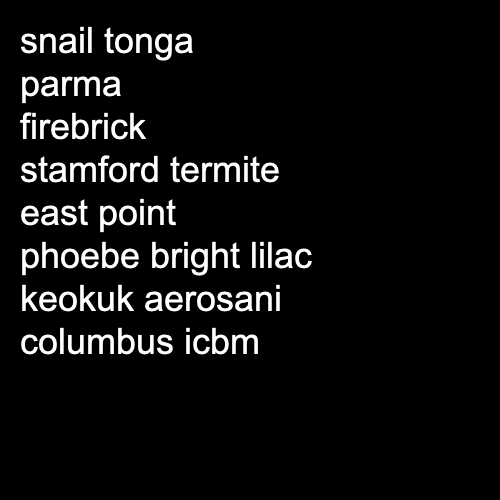 snail tonga
parma
firebrick
stamford termite
east point
phoebe bright lilac
keokuk aerosani
columbus icbm